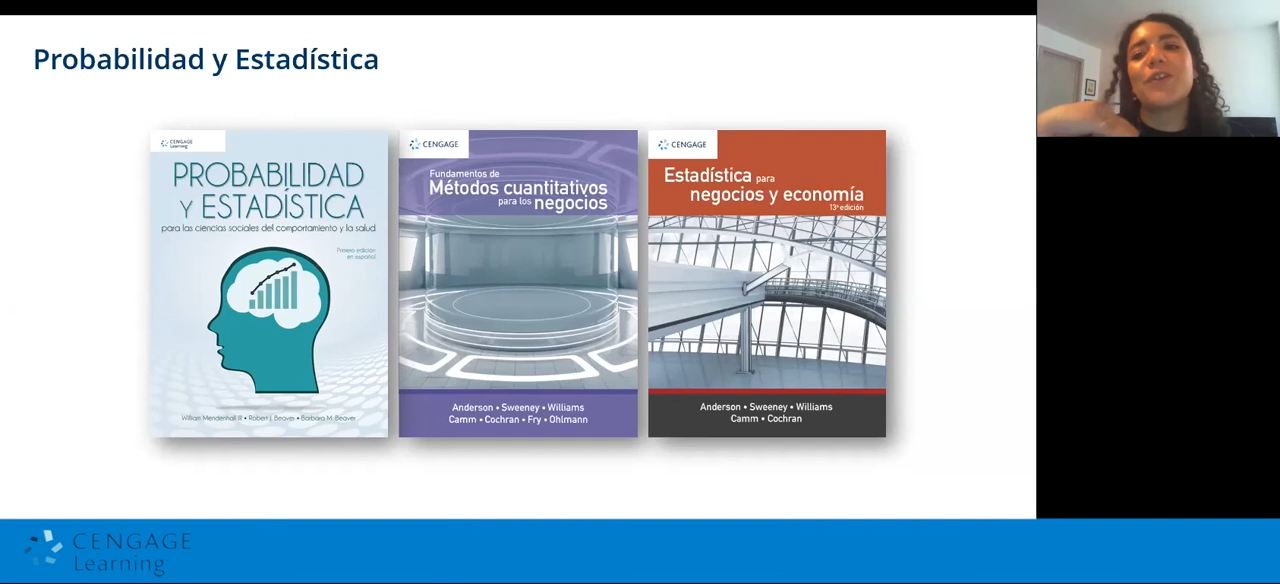 Probabilidad y Estadística
CENGAGE
Learning
PROBABILIDAD
Y ESTADÍSTICA
para las ciencias sociales del comportamiento y la salud
Primera edición
en español
William Mendenhall III • Robert J. Beaver • Barbara M. Beaver
CENGAGE
Fundamentos de
Métodos cuantitativos
para los negocios
Anderson • Sweeney • Williams
Camm • Cochran • Fry • Ohlmann
CENGAGE
Estadística para
negocios y economía
13ª edición
Anderson • Sweeney • Williams
Camm • Cochran
CENGAGE
Learning